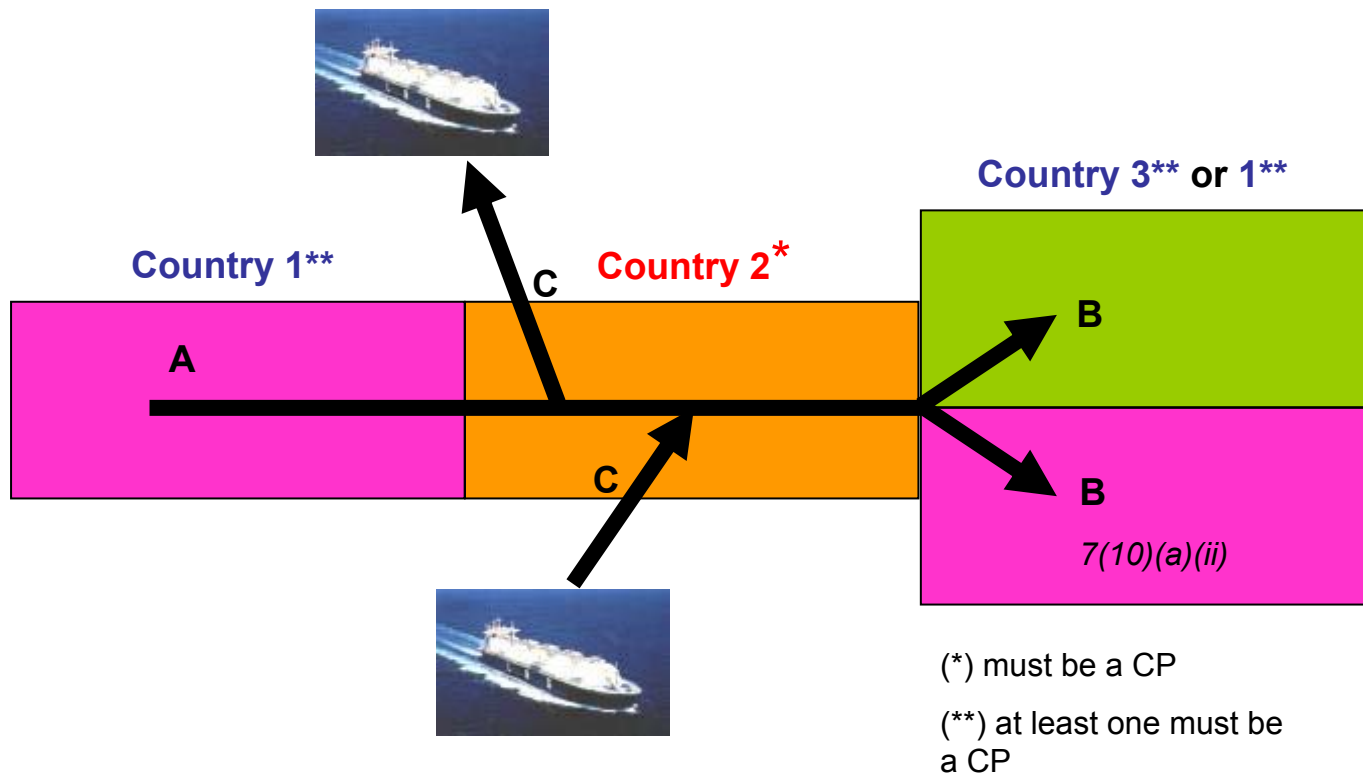 Country 3** or 1**
Country 1**
Country 2*
C
A
B
C
B
7(10)(a)(ii)
(*) must be a CP
(**) at least one must be
a CP